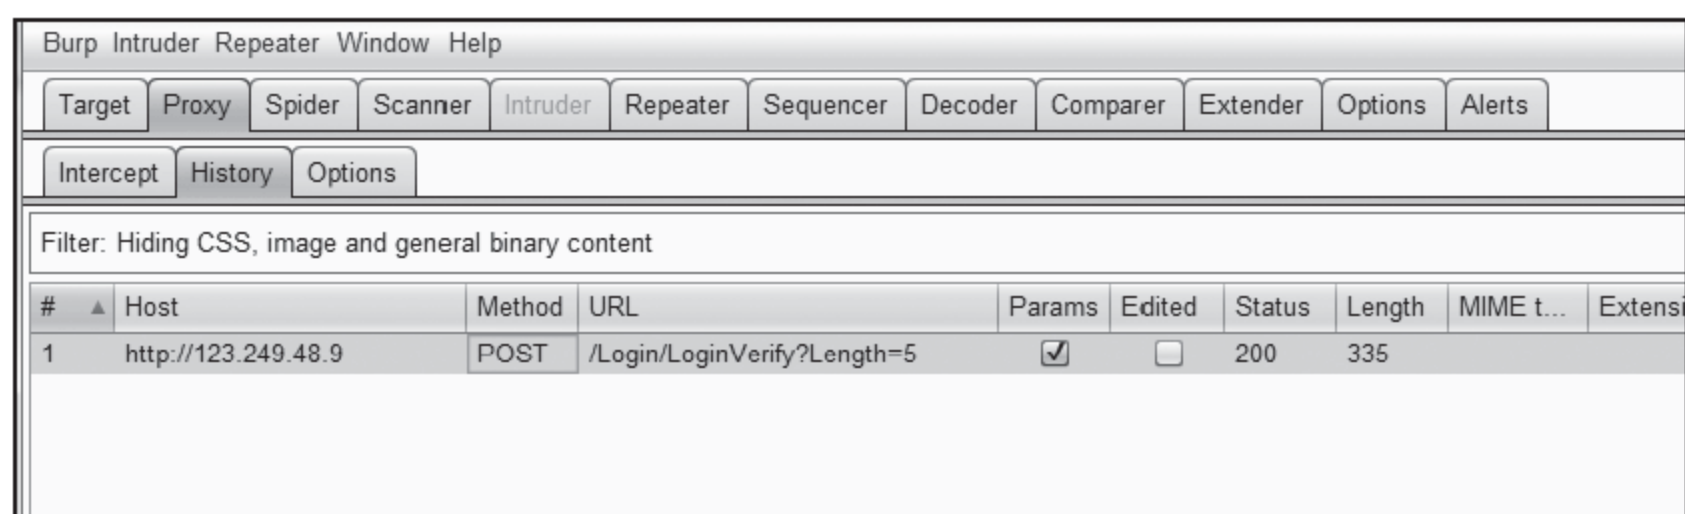 Burp Intruder Repeater Window Help
Target Proxy Spider Scanner Intruder Repeater Sequencer Decoder Comparer Extender Options Alerts
Intercept History Options
Filter: Hiding CSS, image and general binary content
# Host Method URL Params Edited Status Length MIME t... Extensi
1 http://123.249.48.9 POST /Login/LoginVerify?Length=5 200 335